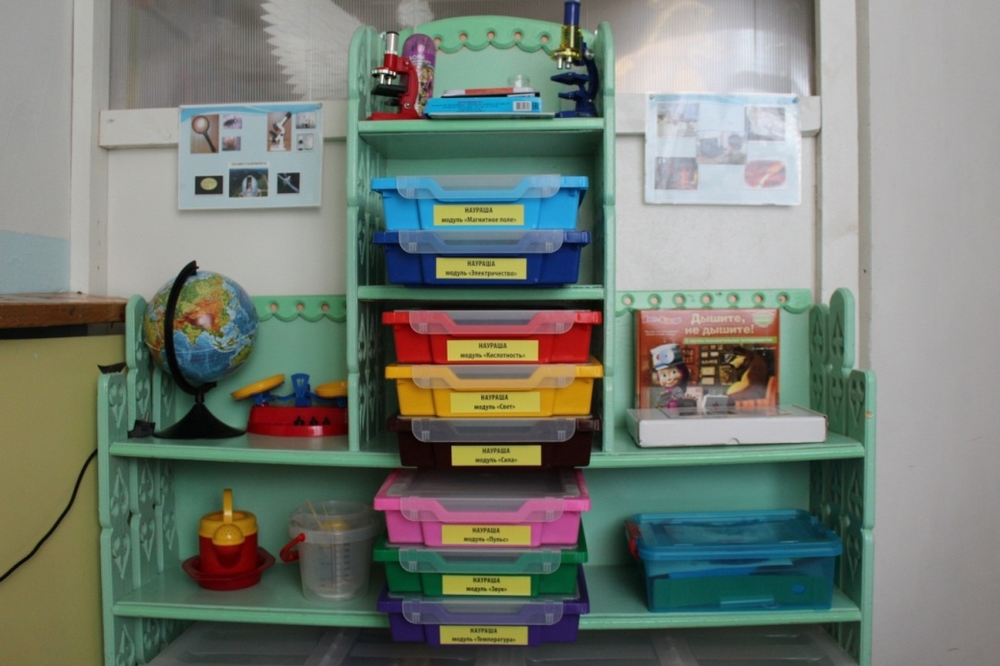 НАУРАША
модуль «Магнитное поле»
НАУРАША
модуль «Электричество»
Дышите,
не дышите!
НАУРАША
модуль «Кислотность»
НАУРАША
модуль «Свет»
НАУРАША
модуль «Сила»
НАУРАША
модуль «Пульс»
НАУРАША
модуль «Звук»
НАУРАША
модуль «Температура»